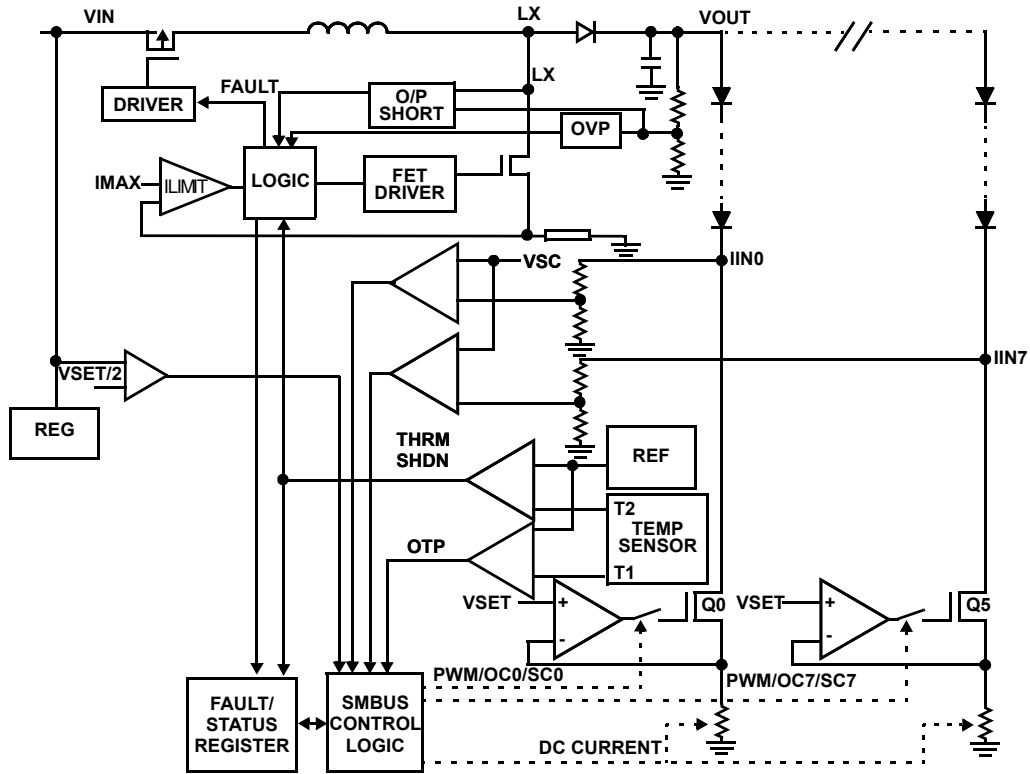 VIN
LX
VOUT
LX
FAULT
DRIVER
O/P
SHORT
OVP
IMAX
ILIMIT
LOGIC
FET
DRIVER
VSC
IIN0
IIN7
VSET/2
REG
THRM
SHDN
REF
T2
TEMP
SENSOR
T1
OTP
VSET
+
-
Q0
VSET
+
-
Q5
PWM/OC0/SC0
PWM/OC7/SC7
FAULT/
STATUS
REGISTER
SMBUS
CONTROL
LOGIC
DC CURRENT